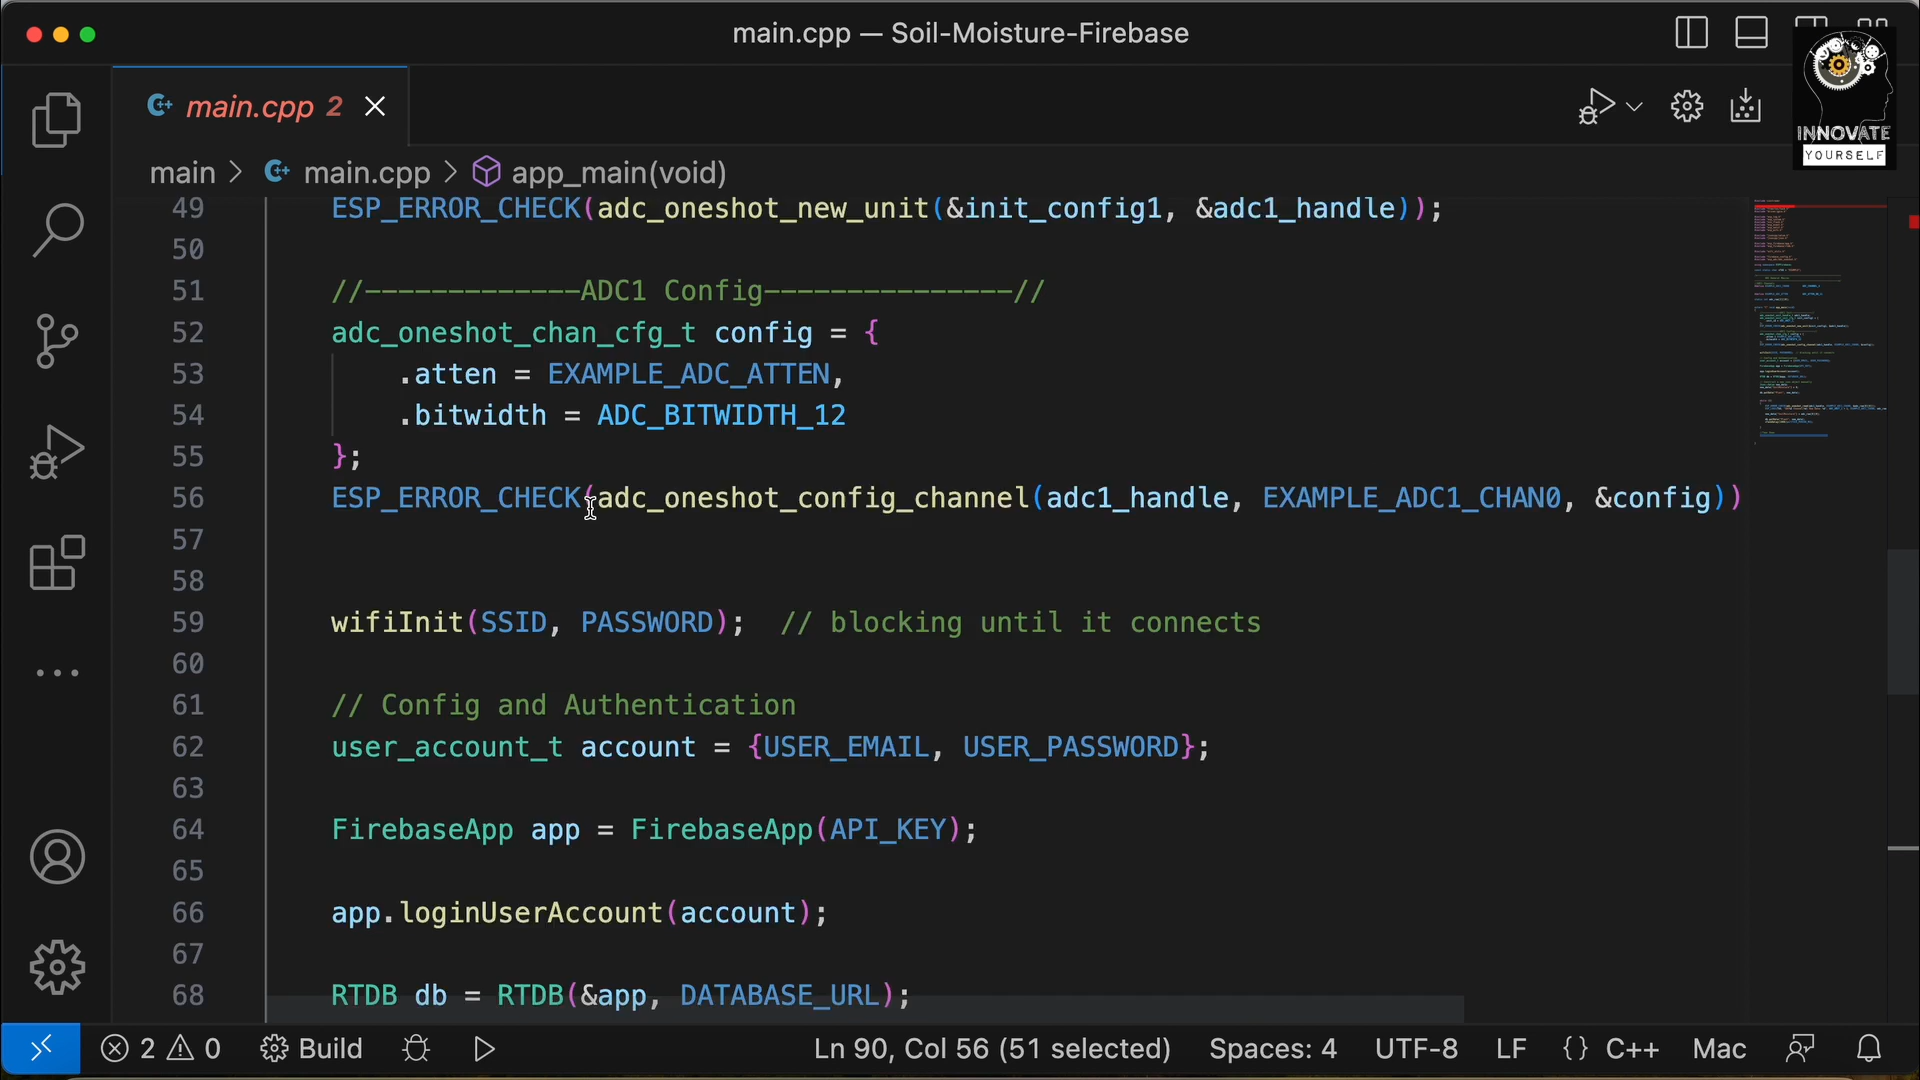 main.cpp — Soil-Moisture-Firebase
INNOVATE
YOURSELF
main.cpp 2
main > main.cpp > app_main(void)
49 ESP_ERROR_CHECK(adc_oneshot_new_unit(&init_config1, &adc1_handle));
50
51 //-------------ADC1 Config---------------//
52 adc_oneshot_chan_cfg_t config = {
53 .atten = EXAMPLE_ADC_ATTEN,
54 .bitwidth = ADC_BITWIDTH_12
55 };
56 ESP_ERROR_CHECK(adc_oneshot_config_channel(adc1_handle, EXAMPLE_ADC1_CHAN0, &config))
57
58
59 wifiInit(SSID, PASSWORD); // blocking until it connects
60
61 // Config and Authentication
62 user_account_t account = {USER_EMAIL, USER_PASSWORD};
63
64 FirebaseApp app = FirebaseApp(API_KEY);
65
66 app.loginUserAccount(account);
67
68 RTDB db = RTDB(&app, DATABASE_URL);
2 0 Build Ln 90, Col 56 (51 selected) Spaces: 4 UTF-8 LF {} C++ Mac